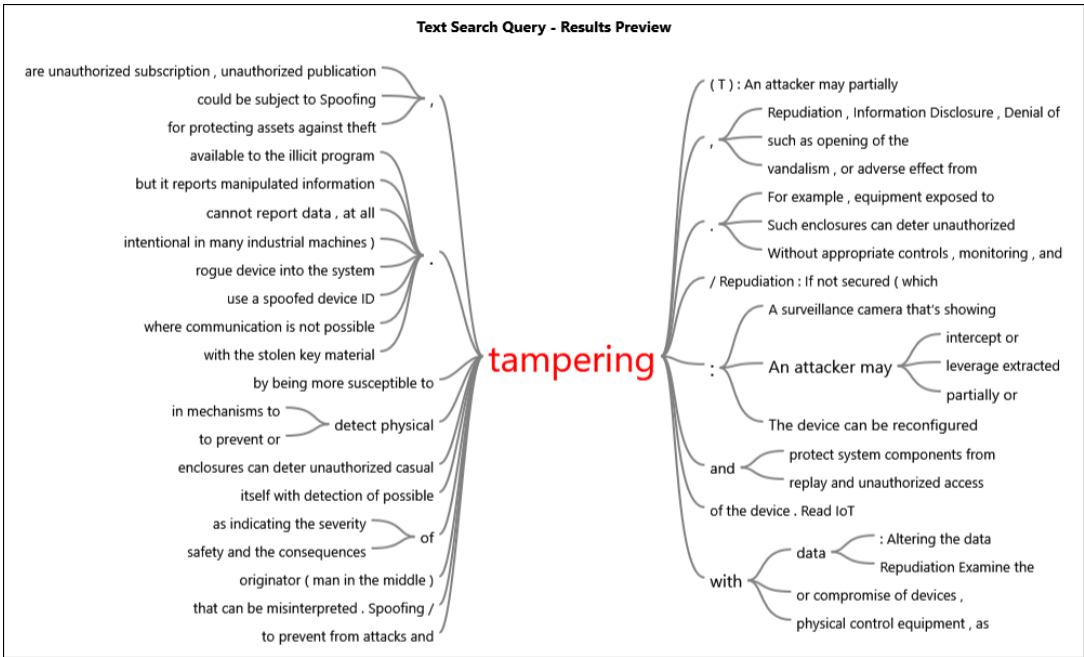 Text Search Query - Results Preview
are unauthorized subscription , unauthorized publication
could be subject to Spoofing
for protecting assets against theft
,
available to the illicit program
but it reports manipulated information
cannot report data , at all
intentional in many industrial machines )
rogue device into the system
use a spoofed device ID
where communication is not possible
with the stolen key material
.
by being more susceptible to
in mechanisms to
to prevent or
detect physical
enclosures can deter unauthorized casual
itself with detection of possible
as indicating the severity
safety and the consequences
of
originator ( man in the middle )
that can be misinterpreted . Spoofing /
to prevent from attacks and
tampering
( T ) : An attacker may partially
,
Repudiation , Information Disclosure , Denial of
such as opening of the
vandalism , or adverse effect from
.
For example , equipment exposed to
Such enclosures can deter unauthorized
Without appropriate controls , monitoring , and
/ Repudiation : If not secured ( which
:
A surveillance camera that's showing
An attacker may
intercept or
leverage extracted
partially or
The device can be reconfigured
and
protect system components from
replay and unauthorized access
of the device . Read IoT
with
data
: Altering the data
Repudiation Examine the
or compromise of devices ,
physical control equipment , as